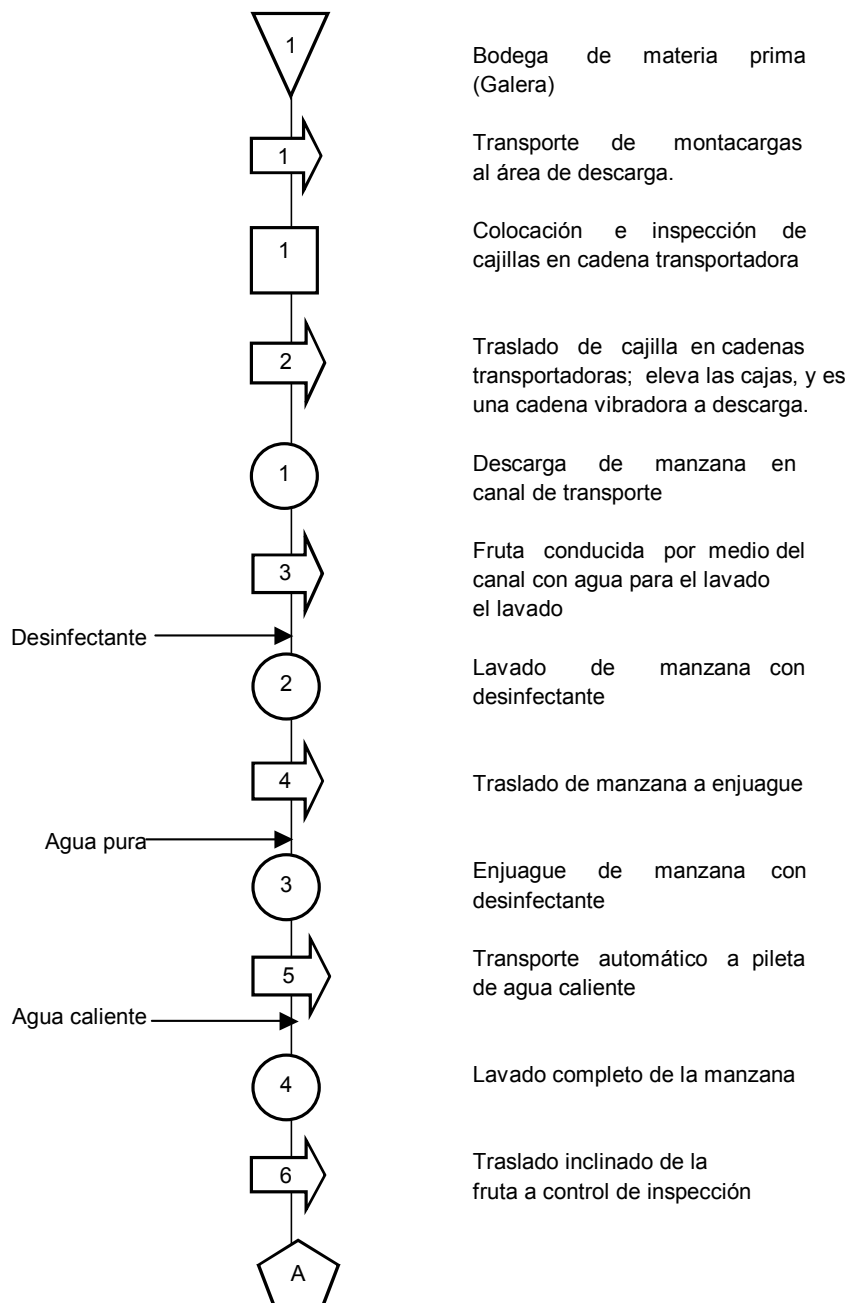 1
Bodega de materia prima
(Galera)
1
Transporte de montacargas
al área de descarga.
1
Colocación e inspección de
cajillas en cadena transportadora
2
Traslado de cajilla en cadenas
transportadoras; eleva las cajas, y es
una cadena vibradora a descarga.
1
Descarga de manzana en
canal de transporte
3
Fruta conducida por medio del
canal con agua para el lavado
el lavado
Desinfectante
2
Lavado de manzana con
desinfectante
4
Traslado de manzana a enjuague
Agua pura
3
Enjuague de manzana con
desinfectante
5
Transporte automático a pileta
de agua caliente
Agua caliente
4
Lavado completo de la manzana
6
Traslado inclinado de la
fruta a control de inspección
A